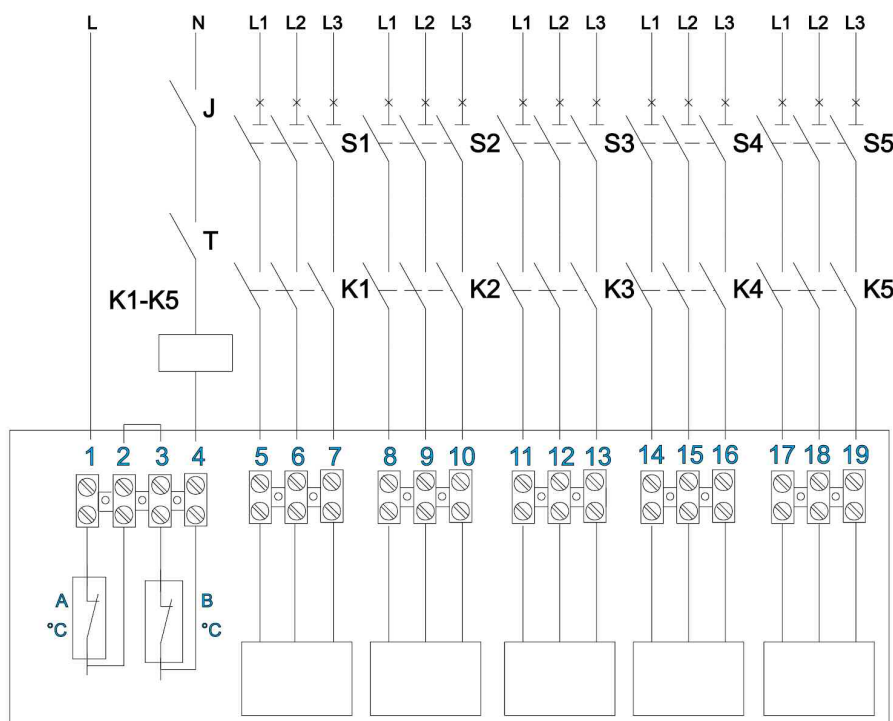 L N L1 L2 L3 L1 L2 L3 L1 L2 L3 L1 L2 L3 L1 L2 L3
J S1 S2 S3 S4 S5
T
K1-K5 K1 K2 K3 K4 K5
1 2 3 4 5 6 7 8 9 10 11 12 13 14 15 16 17 18 19
A B
°C °C